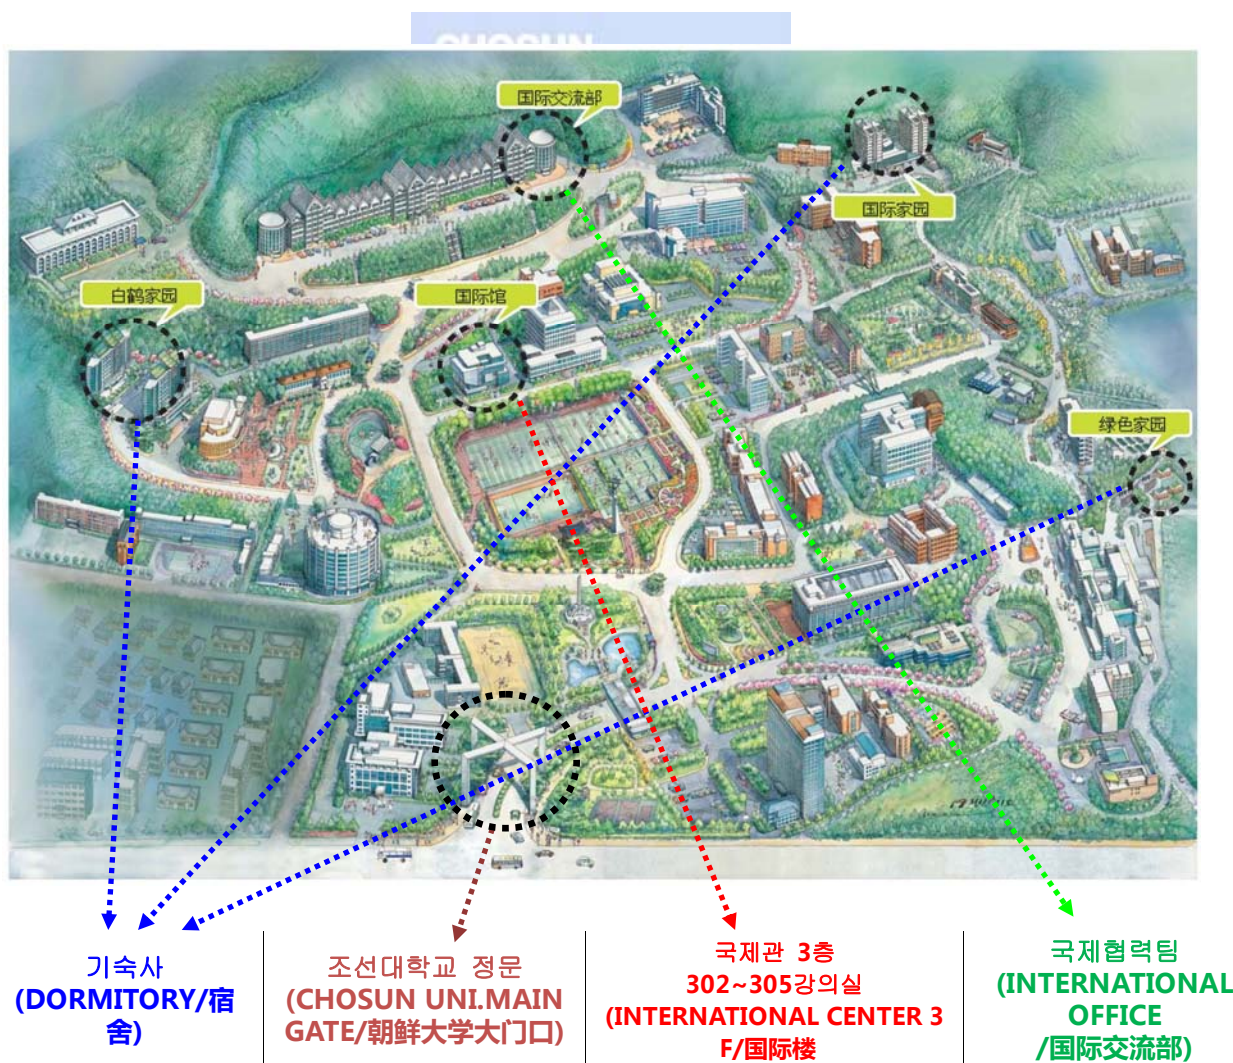 CHOSUN
国际交流部
国际家园
白鹤家园
国际馆
绿色家园
기숙사
(DORMITORY/宿
舍)
조선대학교 정문
(CHOSUN UNI.MAIN
GATE/朝鲜大学大门口)
국제관 3층
302~305강의실
(INTERNATIONAL CENTER 3
F/国际楼
국제협력팀
(INTERNATIONAL
OFFICE
/国际交流部)